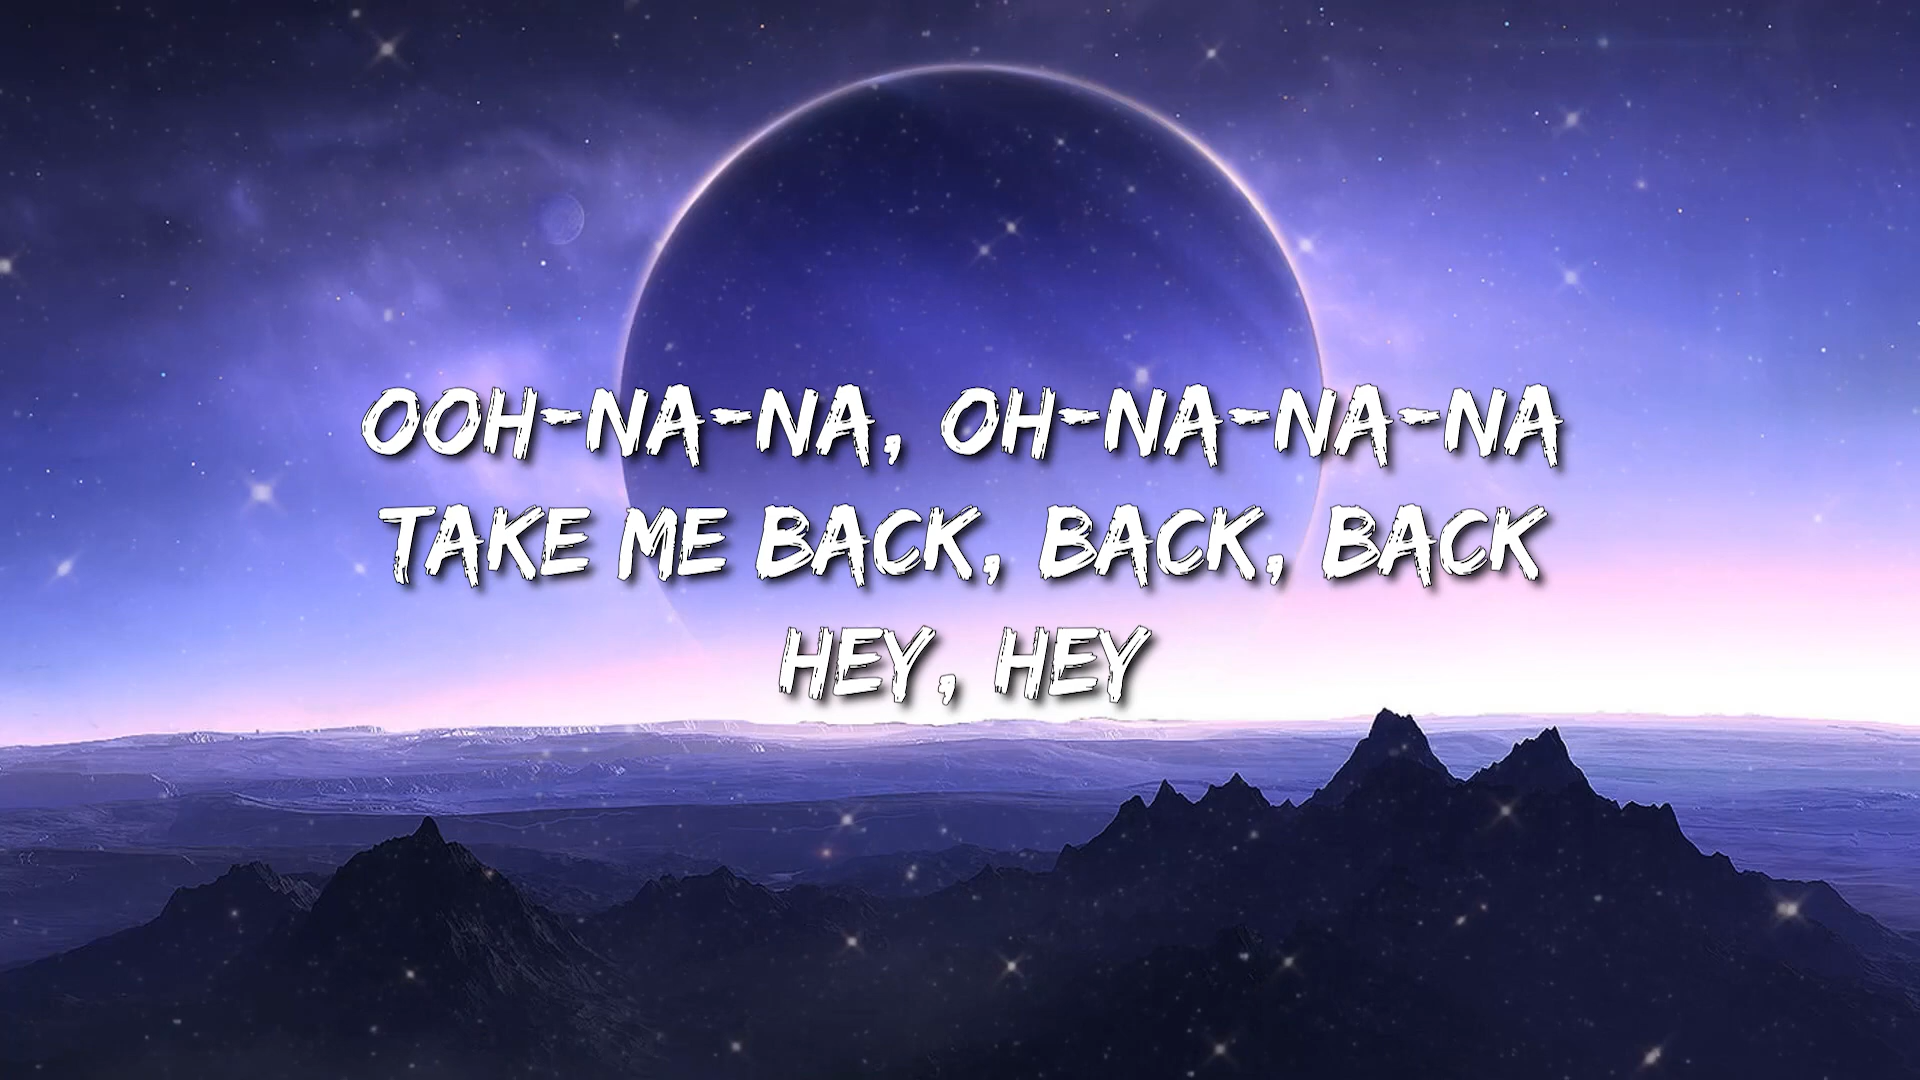 OOH-NA-NA, OH-NA-NA-NA
TAKE ME BACK, BACK, BACK
HEY, HEY